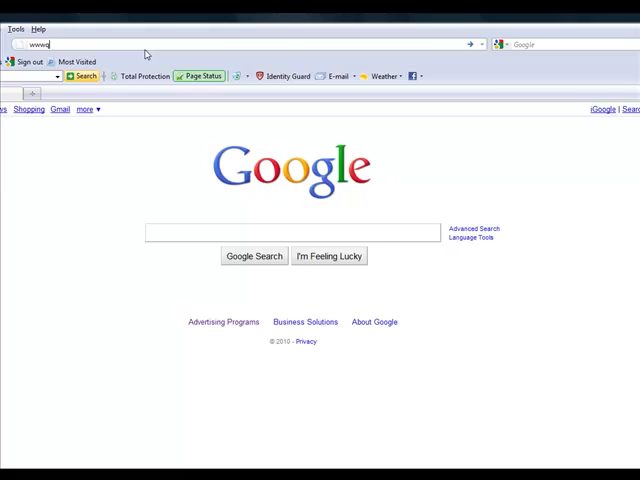 Tools Help
wwwq Google
Sign out Most Visited
Search Total Protection Page Status Identity Guard E-mail Weather
Shopping Gmail more ▼ iGoogle |
Google
Advanced Search
Language Tools
Google Search I'm Feeling Lucky
Advertising Programs Business Solutions About Google
© 2010 - Privacy